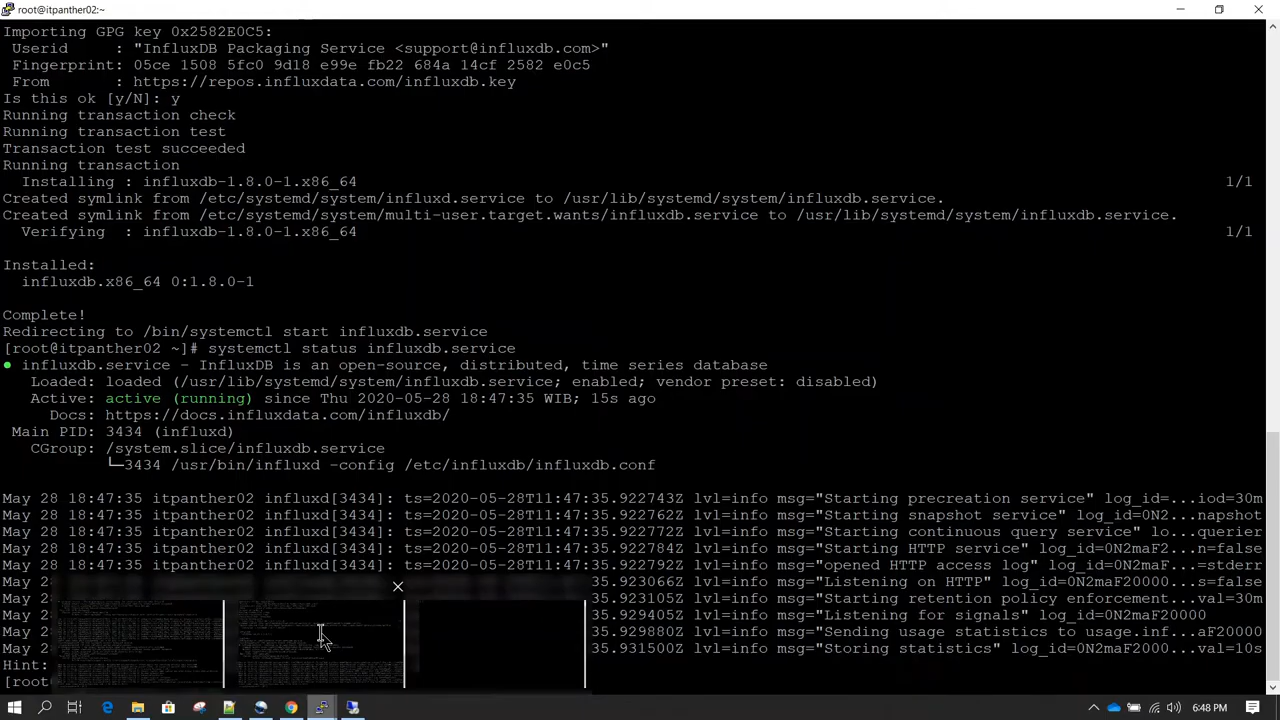 root@itpanther02:~
Importing GPG key 0x2582E0C5:
Userid     : "InfluxDB Packaging Service <support@influxdb.com>"
Fingerprint: 05ce 1508 5fc0 9d18 e99e fb22 684a 14cf 2582 e0c5
From       : https://repos.influxdata.com/influxdb.key
Is this ok [y/N]: y
Running transaction check
Running transaction test
Transaction test succeeded
Running transaction
Installing : influxdb-1.8.0-1.x86_64 1/1
Created symlink from /etc/systemd/system/influxd.service to /usr/lib/systemd/system/influxdb.service.
Created symlink from /etc/systemd/system/multi-user.target.wants/influxdb.service to /usr/lib/systemd/system/influxdb.service.
Verifying  : influxdb-1.8.0-1.x86_64 1/1
Installed:
influxdb.x86_64 0:1.8.0-1
Complete!
Redirecting to /bin/systemctl start influxdb.service
[root@itpanther02 ~]# systemctl status influxdb.service
● influxdb.service - InfluxDB is an open-source, distributed, time series database
Loaded: loaded (/usr/lib/systemd/system/influxdb.service; enabled; vendor preset: disabled)
Active: active (running) since Thu 2020-05-28 18:47:35 WIB; 15s ago
Docs: https://docs.influxdata.com/influxdb/
Main PID: 3434 (influxd)
CGroup: /system.slice/influxdb.service
└─3434 /usr/bin/influxd -config /etc/influxdb/influxdb.conf
May 28 18:47:35 itpanther02 influxd[3434]: ts=2020-05-28T11:47:35.922743Z lvl=info msg="Starting precreation service" log_id=...iod=30m
May 28 18:47:35 itpanther02 influxd[3434]: ts=2020-05-28T11:47:35.922762Z lvl=info msg="Starting snapshot service" log_id=0N2...napshot
May 28 18:47:35 itpanther02 influxd[3434]: ts=2020-05-28T11:47:35.922772Z lvl=info msg="Starting continuous query service" lo...querier
May 28 18:47:35 itpanther02 influxd[3434]: ts=2020-05-28T11:47:35.922784Z lvl=info msg="Starting HTTP service" log_id=0N2maF2...n=false
May 28 18:47:35 itpanther02 influxd[3434]: ts=2020-05-28T11:47:35.922792Z lvl=info msg="opened HTTP access log" log_id=0N2maF...=stderr
May 2 35.923066Z lvl=info msg="Listening on HTTP" log_id=0N2maF20000...s=false
May 2 35.923105Z lvl=info msg="Starting retention policy enforcement...val=30m
May 2 35.929405Z lvl=info msg="Listening for signals" log_id=0N2maF20000
May 2 35.929880Z lvl=info msg="Sending usage statistics to usage.inf...aF20000
May 2 35.931500Z lvl=info msg="Storing statistics" log_id=0N2maF2000...val=10s
Hint:
[root
6:48 PM